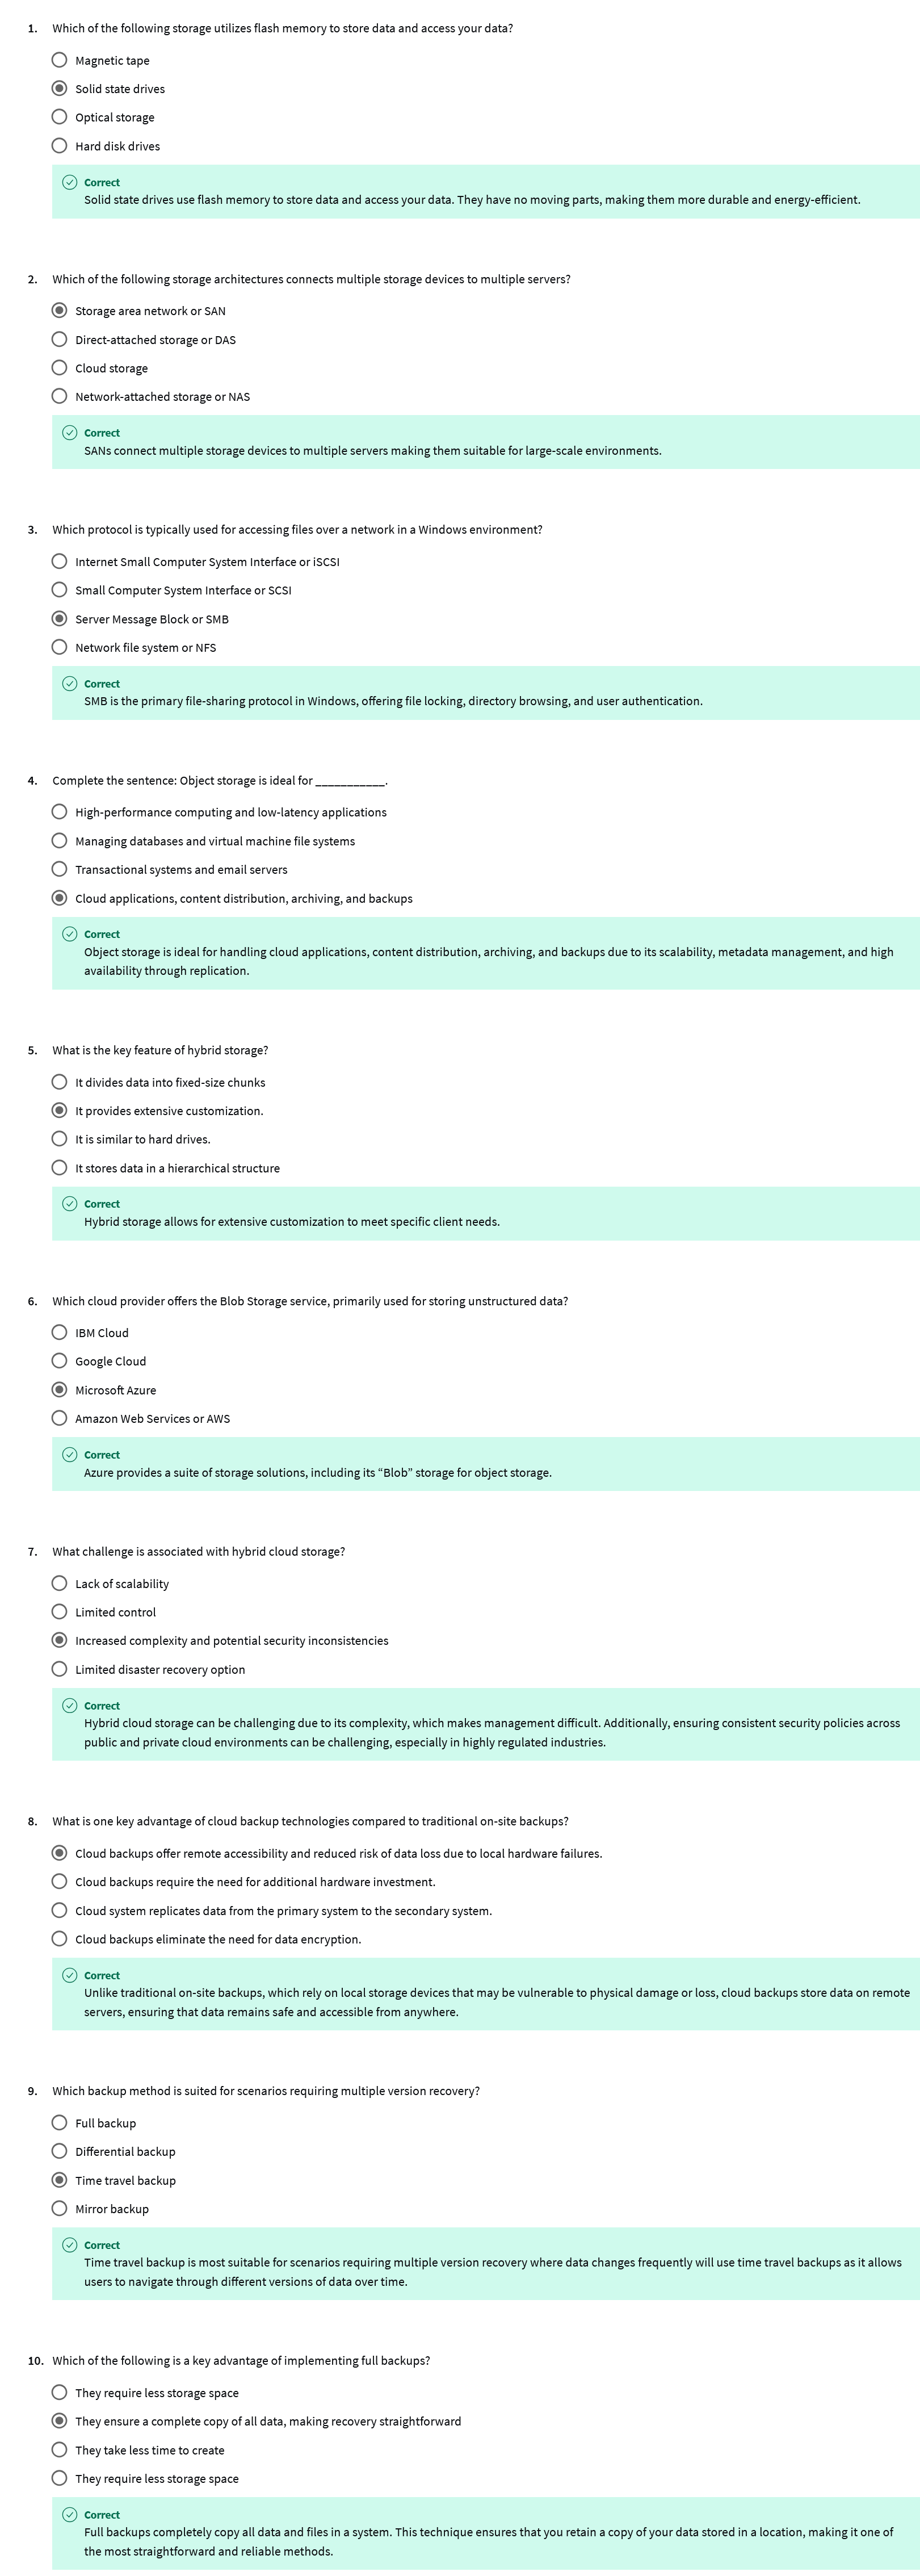 1. Which of the following storage utilizes flash memory to store data and access your data?
Magnetic tape
Solid state drives
Optical storage
Hard disk drives
Correct
Solid state drives use flash memory to store data and access your data. They have no moving parts, making them more durable and energy-efficient.
2. Which of the following storage architectures connects multiple storage devices to multiple servers?
Storage area network or SAN
Direct-attached storage or DAS
Cloud storage
Network-attached storage or NAS
Correct
SANs connect multiple storage devices to multiple servers making them suitable for large-scale environments.
3. Which protocol is typically used for accessing files over a network in a Windows environment?
Internet Small Computer System Interface or iSCSI
Small Computer System Interface or SCSI
Server Message Block or SMB
Network file system or NFS
Correct
SMB is the primary file-sharing protocol in Windows, offering file locking, directory browsing, and user authentication.
4. Complete the sentence: Object storage is ideal for ___________.
High-performance computing and low-latency applications
Managing databases and virtual machine file systems
Transactional systems and email servers
Cloud applications, content distribution, archiving, and backups
Correct
Object storage is ideal for handling cloud applications, content distribution, archiving, and backups due to its scalability, metadata management, and high
availability through replication.
5. What is the key feature of hybrid storage?
It divides data into fixed-size chunks
It provides extensive customization.
It is similar to hard drives.
It stores data in a hierarchical structure
Correct
Hybrid storage allows for extensive customization to meet specific client needs.
6. Which cloud provider offers the Blob Storage service, primarily used for storing unstructured data?
IBM Cloud
Google Cloud
Microsoft Azure
Amazon Web Services or AWS
Correct
Azure provides a suite of storage solutions, including its “Blob” storage for object storage.
7. What challenge is associated with hybrid cloud storage?
Lack of scalability
Limited control
Increased complexity and potential security inconsistencies
Limited disaster recovery option
Correct
Hybrid cloud storage can be challenging due to its complexity, which makes management difficult. Additionally, ensuring consistent security policies across
public and private cloud environments can be challenging, especially in highly regulated industries.
8. What is one key advantage of cloud backup technologies compared to traditional on-site backups?
Cloud backups offer remote accessibility and reduced risk of data loss due to local hardware failures.
Cloud backups require the need for additional hardware investment.
Cloud system replicates data from the primary system to the secondary system.
Cloud backups eliminate the need for data encryption.
Correct
Unlike traditional on-site backups, which rely on local storage devices that may be vulnerable to physical damage or loss, cloud backups store data on remote
servers, ensuring that data remains safe and accessible from anywhere.
9. Which backup method is suited for scenarios requiring multiple version recovery?
Full backup
Differential backup
Time travel backup
Mirror backup
Correct
Time travel backup is most suitable for scenarios requiring multiple version recovery where data changes frequently will use time travel backups as it allows
users to navigate through different versions of data over time.
10. Which of the following is a key advantage of implementing full backups?
They require less storage space
They ensure a complete copy of all data, making recovery straightforward
They take less time to create
They require less storage space
Correct
Full backups completely copy all data and files in a system. This technique ensures that you retain a copy of your data stored in a location, making it one of
the most straightforward and reliable methods.